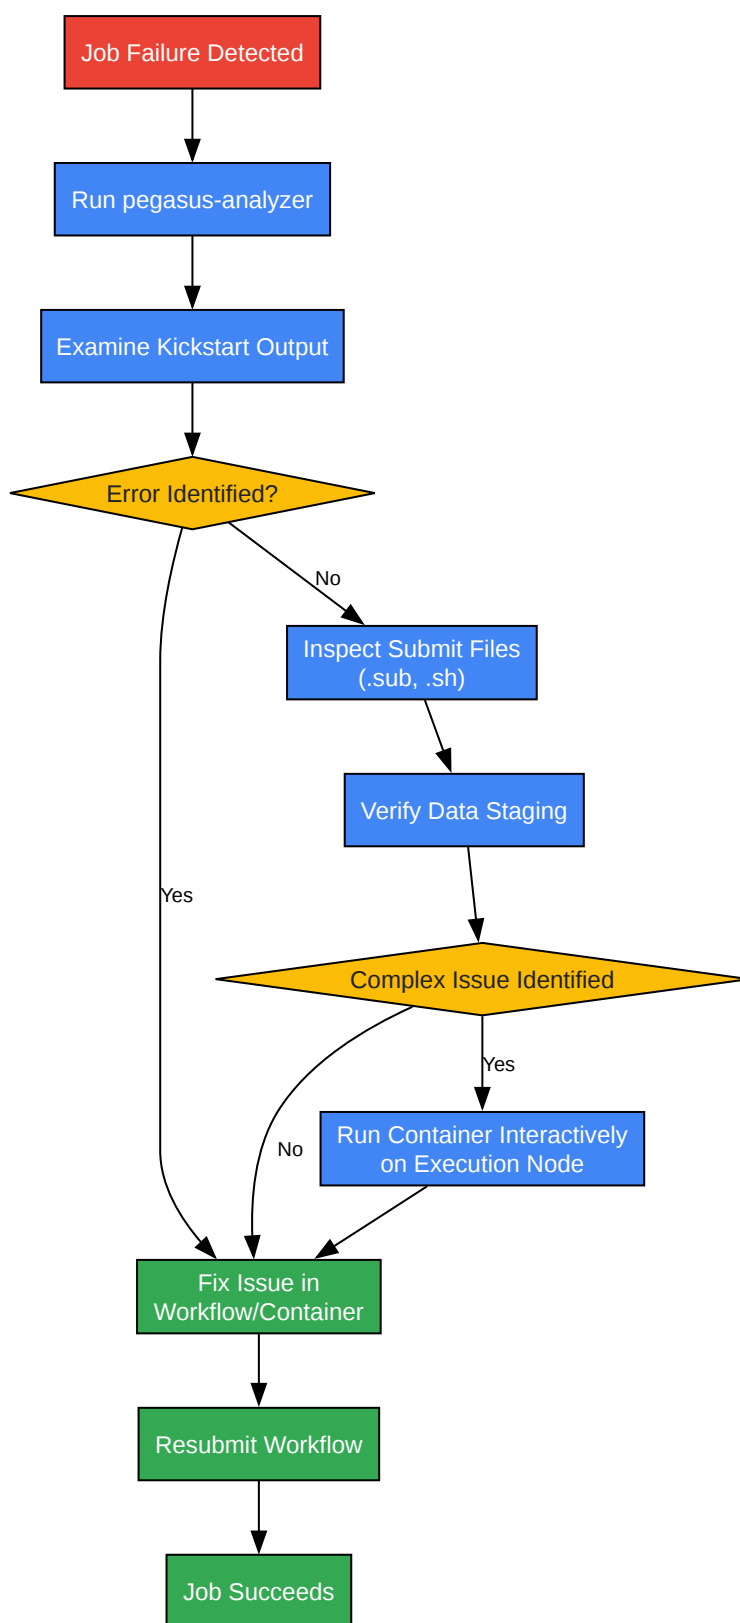 Job Failure Detected
Run pegasus-analyzer
Examine Kickstart Output
Error Identified?
No
Inspect Submit Files
(.sub, .sh)
Verify Data Staging
Yes
Complex Issue Identified
Yes
Run Container Interactively
on Execution Node
No
Fix Issue in
Workflow/Container
Resubmit Workflow
Job Succeeds